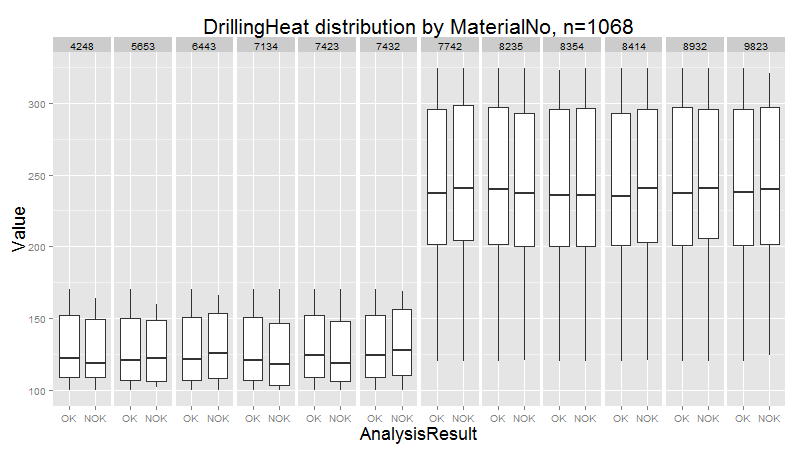 DrillingHeat distribution by MaterialNo, n=1068
4248 5653 6443 7134 7423 7432 7742 8235 8354 8414 8932 9823
Value
300
250
200
150
100
OK NOK OK NOK OK NOK OK NOK OK NOK OK NOK OK NOK OK NOK OK NOK OK NOK OK NOK OK NOK
AnalysisResult